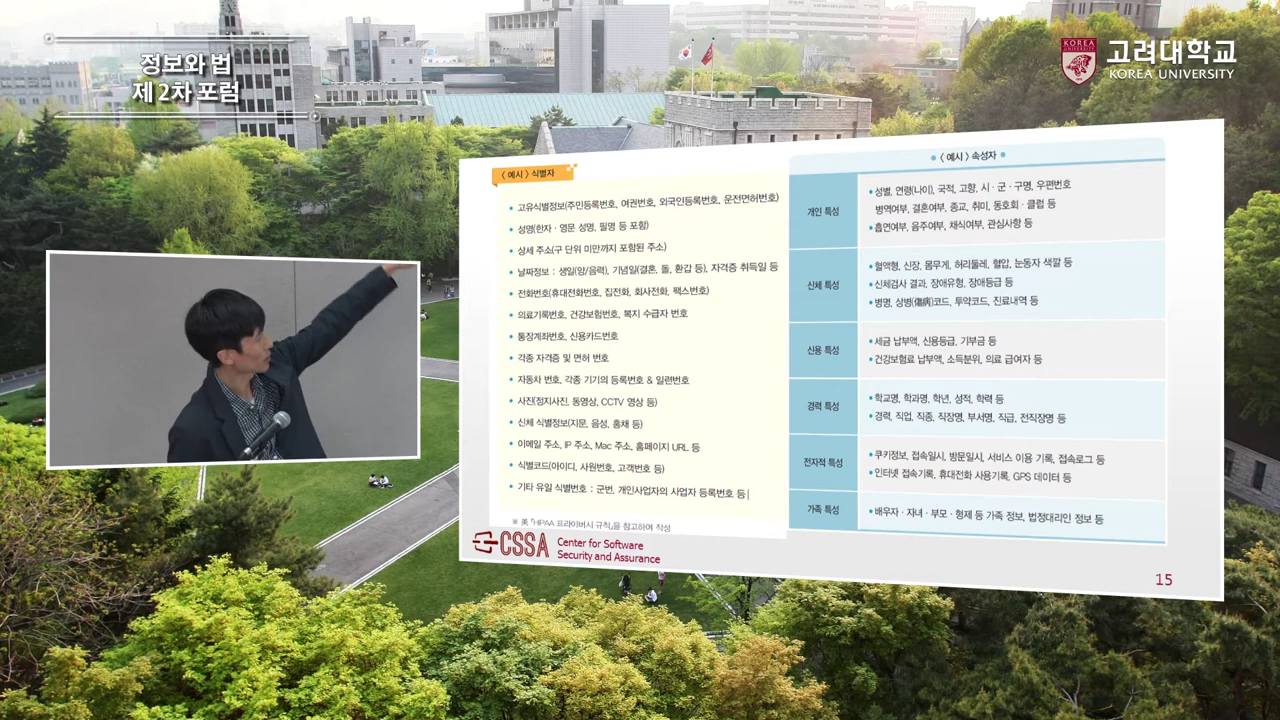 정보와 법
제 2차 포럼
KOREA
고려대학교
KOREA UNIVERSITY
〈 예시 〉 식별자
• 고유식별정보(주민등록번호, 여권번호, 외국인등록번호, 운전면허번호)
• 성명(한자 · 영문 성명, 필명 등 포함)
• 상세 주소(구 단위 미만까지 포함된 주소)
• 날짜정보 : 생일(양/음력), 기념일(결혼, 돌, 환갑 등), 자격증 취득일 등
• 전화번호(휴대전화번호, 집전화, 회사전화, 팩스번호)
• 의료기록번호, 건강보험번호, 복지 수급자 번호
• 통장계좌번호, 신용카드번호
• 각종 자격증 및 면허 번호
• 자동차 번호, 각종 기기의 등록번호 & 일련번호
• 사진(정지사진, 동영상, CCTV 영상 등)
• 신체 식별정보(지문, 음성, 홍채 등)
• 이메일 주소, IP 주소, Mac 주소, 홈페이지 URL 등
• 식별코드(아이디, 사원번호, 고객번호 등)
• 기타 유일 식별번호 : 군번, 개인사업자의 사업자 등록번호 등
※ 美 「HIPAA 프라이버시 규칙」을 참고하여 작성
• 〈 예시 〉 속성자 •
개인 특성
• 성별, 연령(나이), 국적, 고향, 시 · 군 · 구명, 우편번호
병역여부, 결혼여부, 종교, 취미, 동호회 · 클럽 등
• 흡연여부, 음주여부, 채식여부, 관심사항 등
신체 특성
• 혈액형, 신장, 몸무게, 허리둘레, 혈압, 눈동자 색깔 등
• 신체검사 결과, 장애유형, 장애등급 등
• 병명, 상병(傷病)코드, 투약코드, 진료내역 등
신용 특성
• 세금 납부액, 신용등급, 기부금 등
• 건강보험료 납부액, 소득분위, 의료 급여자 등
경력 특성
• 학교명, 학과명, 학년, 성적, 학력 등
• 경력, 직업, 직종, 직장명, 부서명, 직급, 전직장명 등
전자적 특성
• 쿠키정보, 접속일시, 방문일시, 서비스 이용 기록, 접속로그 등
• 인터넷 접속기록, 휴대전화 사용기록, GPS 데이터 등
가족 특성
• 배우자 · 자녀 · 부모 · 형제 등 가족 정보, 법정대리인 정보 등
CSSA
Center for Software
Security and Assurance
15